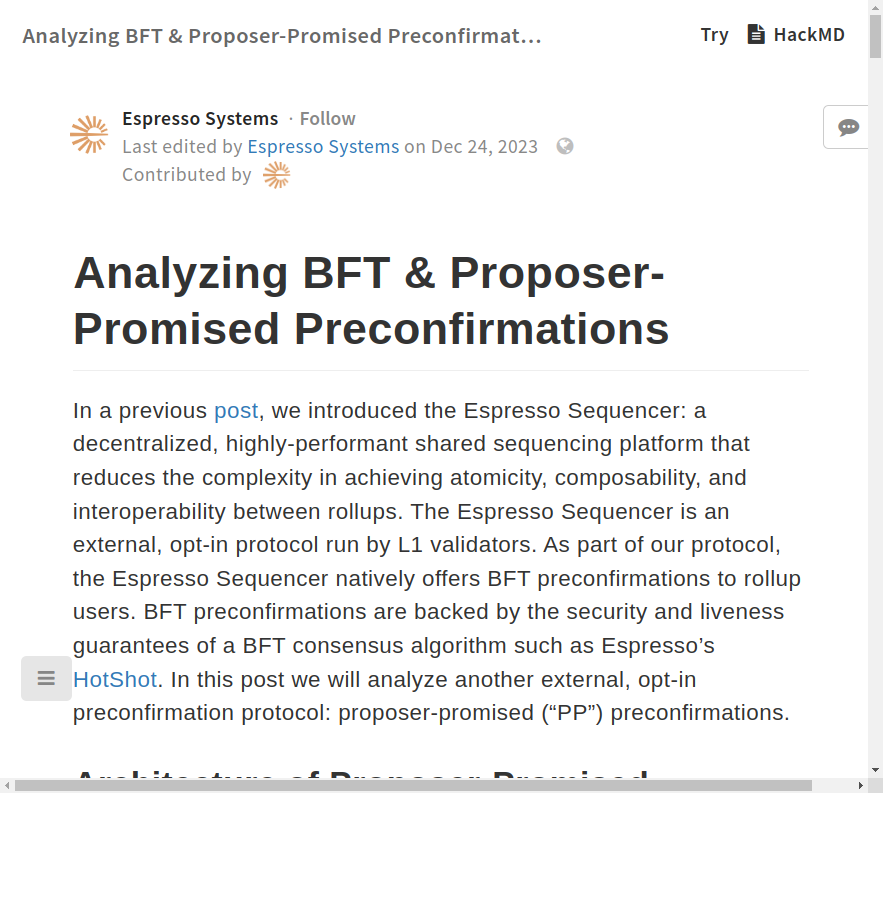 Analyzing BFT & Proposer-Promised Preconfirmat…
Try HackMD
Espresso Systems · Follow
Last edited by Espresso Systems on Dec 24, 2023
Contributed by
Analyzing BFT & Proposer-
Promised Preconfirmations
In a previous post, we introduced the Espresso Sequencer: a
decentralized, highly-performant shared sequencing platform that
reduces the complexity in achieving atomicity, composability, and
interoperability between rollups. The Espresso Sequencer is an
external, opt-in protocol run by L1 validators. As part of our protocol,
the Espresso Sequencer natively offers BFT preconfirmations to rollup
users. BFT preconfirmations are backed by the security and liveness
guarantees of a BFT consensus algorithm such as Espresso’s
HotShot. In this post we will analyze another external, opt-in
preconfirmation protocol: proposer-promised (“PP”) preconfirmations.
Architecture of Proposer-Promised